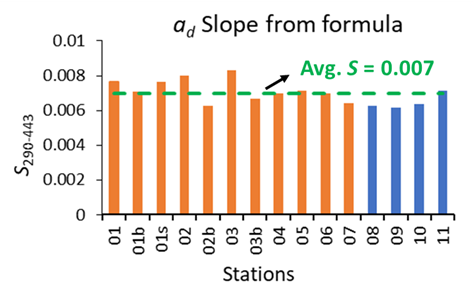 a_d Slope from formula
0.01
Avg. S = 0.007
0.008
0.006
0.004
0.002
0
S_290-443
01 01b 01s 02 02b 03 03b 04 05 06 07 08 09 10 11
Stations